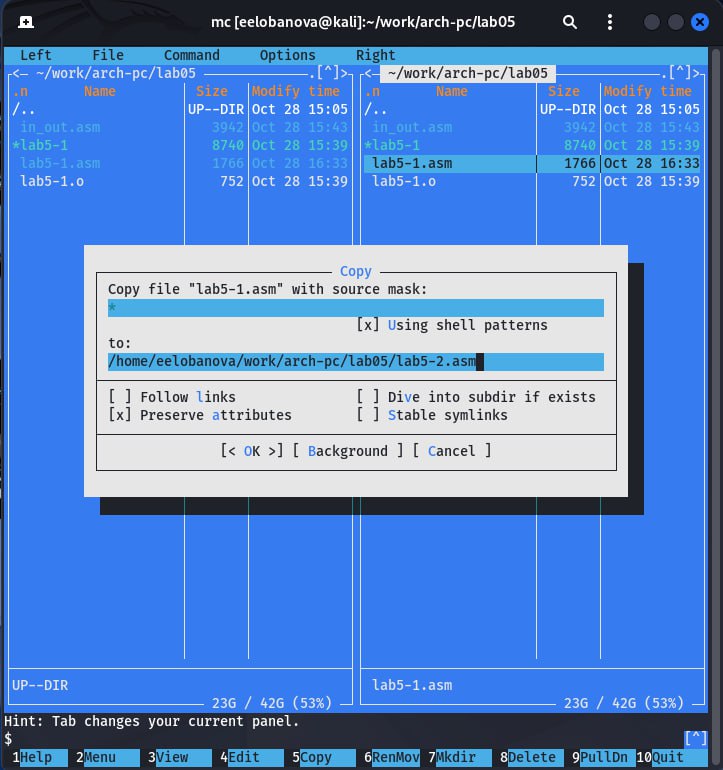 mc [eelobanova@kali]:~/work/arch-pc/lab05
Left File Command Options Right
<— ~/work/arch-pc/lab05 ——.[^]>
.n Name Size Modify time
/.. UP--DIR Oct 28 15:05
in_out.asm 3942 Oct 28 15:43
*lab5-1 8740 Oct 28 15:39
lab5-1.asm 1766 Oct 28 16:33
lab5-1.o 752 Oct 28 15:39
UP--DIR
23G / 42G (53%)
<— ~/work/arch-pc/lab05 ——.[^]>
.n Name Size Modify time
/.. UP--DIR Oct 28 15:05
in_out.asm 3942 Oct 28 15:43
*lab5-1 8740 Oct 28 15:39
lab5-1.asm 1766 Oct 28 16:33
lab5-1.o 752 Oct 28 15:39
lab5-1.asm
23G / 42G (53%)
Copy
Copy file "lab5-1.asm" with source mask:
*
[x] Using shell patterns
to:
/home/eelobanova/work/arch-pc/lab05/lab5-2.asm
[ ] Follow links [ ] Dive into subdir if exists
[x] Preserve attributes [ ] Stable symlinks
[< OK >] [ Background ] [ Cancel ]
Hint: Tab changes your current panel.
$ [^]
1Help 2Menu 3View 4Edit 5Copy 6RenMov 7Mkdir 8Delete 9PullDn 10Quit